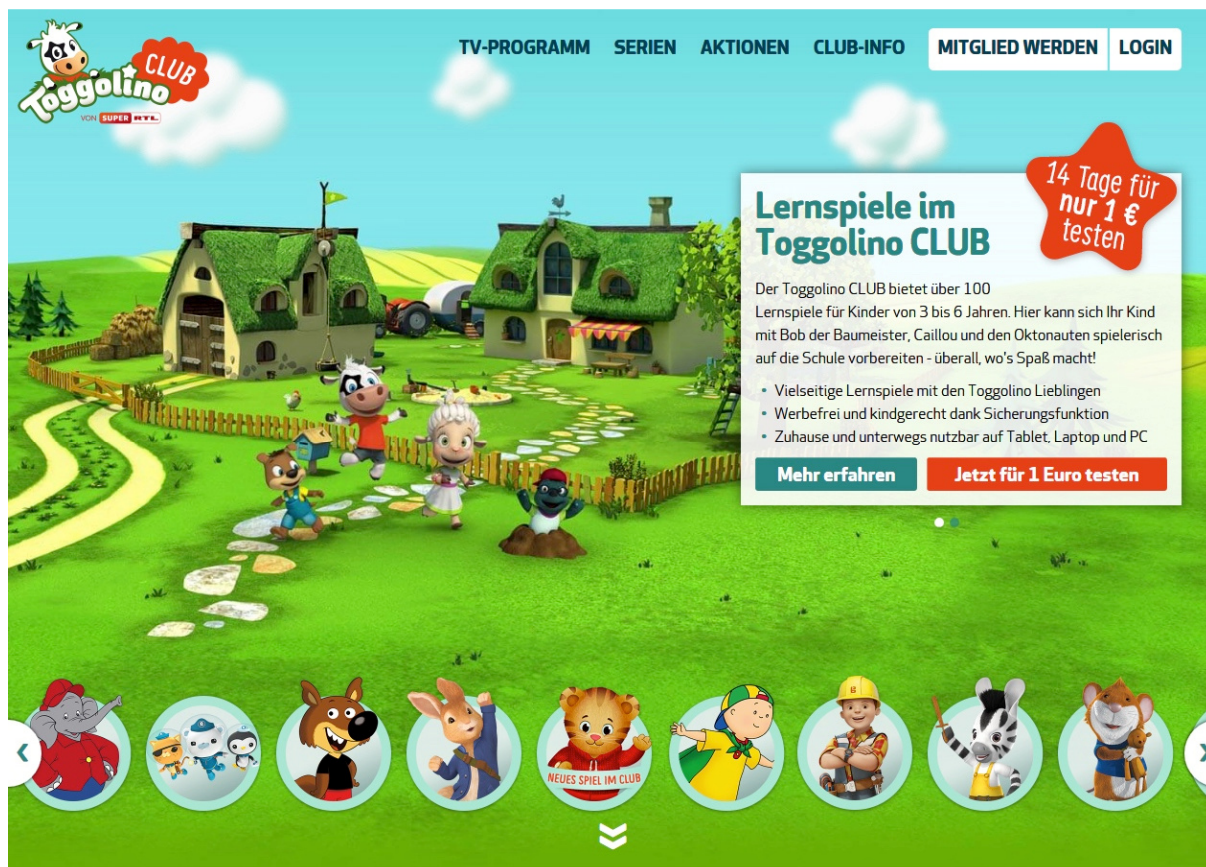 Toggolino
CLUB
VON SUPER RTL
TV-PROGRAMM SERIEN AKTIONEN CLUB-INFO MITGLIED WERDEN LOGIN
14 Tage für
nur 1 €
testen
Lernspiele im
Toggolino CLUB
Der Toggolino CLUB bietet über 100
Lernspiele für Kinder von 3 bis 6 Jahren. Hier kann sich Ihr Kind
mit Bob der Baumeister, Caillou und den Oktonauten spielerisch
auf die Schule vorbereiten - überall, wo's Spaß macht!
• Vielseitige Lernspiele mit den Toggolino Lieblingen
• Werbefrei und kindgerecht dank Sicherungsfunktion
• Zuhause und unterwegs nutzbar auf Tablet, Laptop und PC
Mehr erfahren Jetzt für 1 Euro testen
NEUES SPIEL IM CLUB